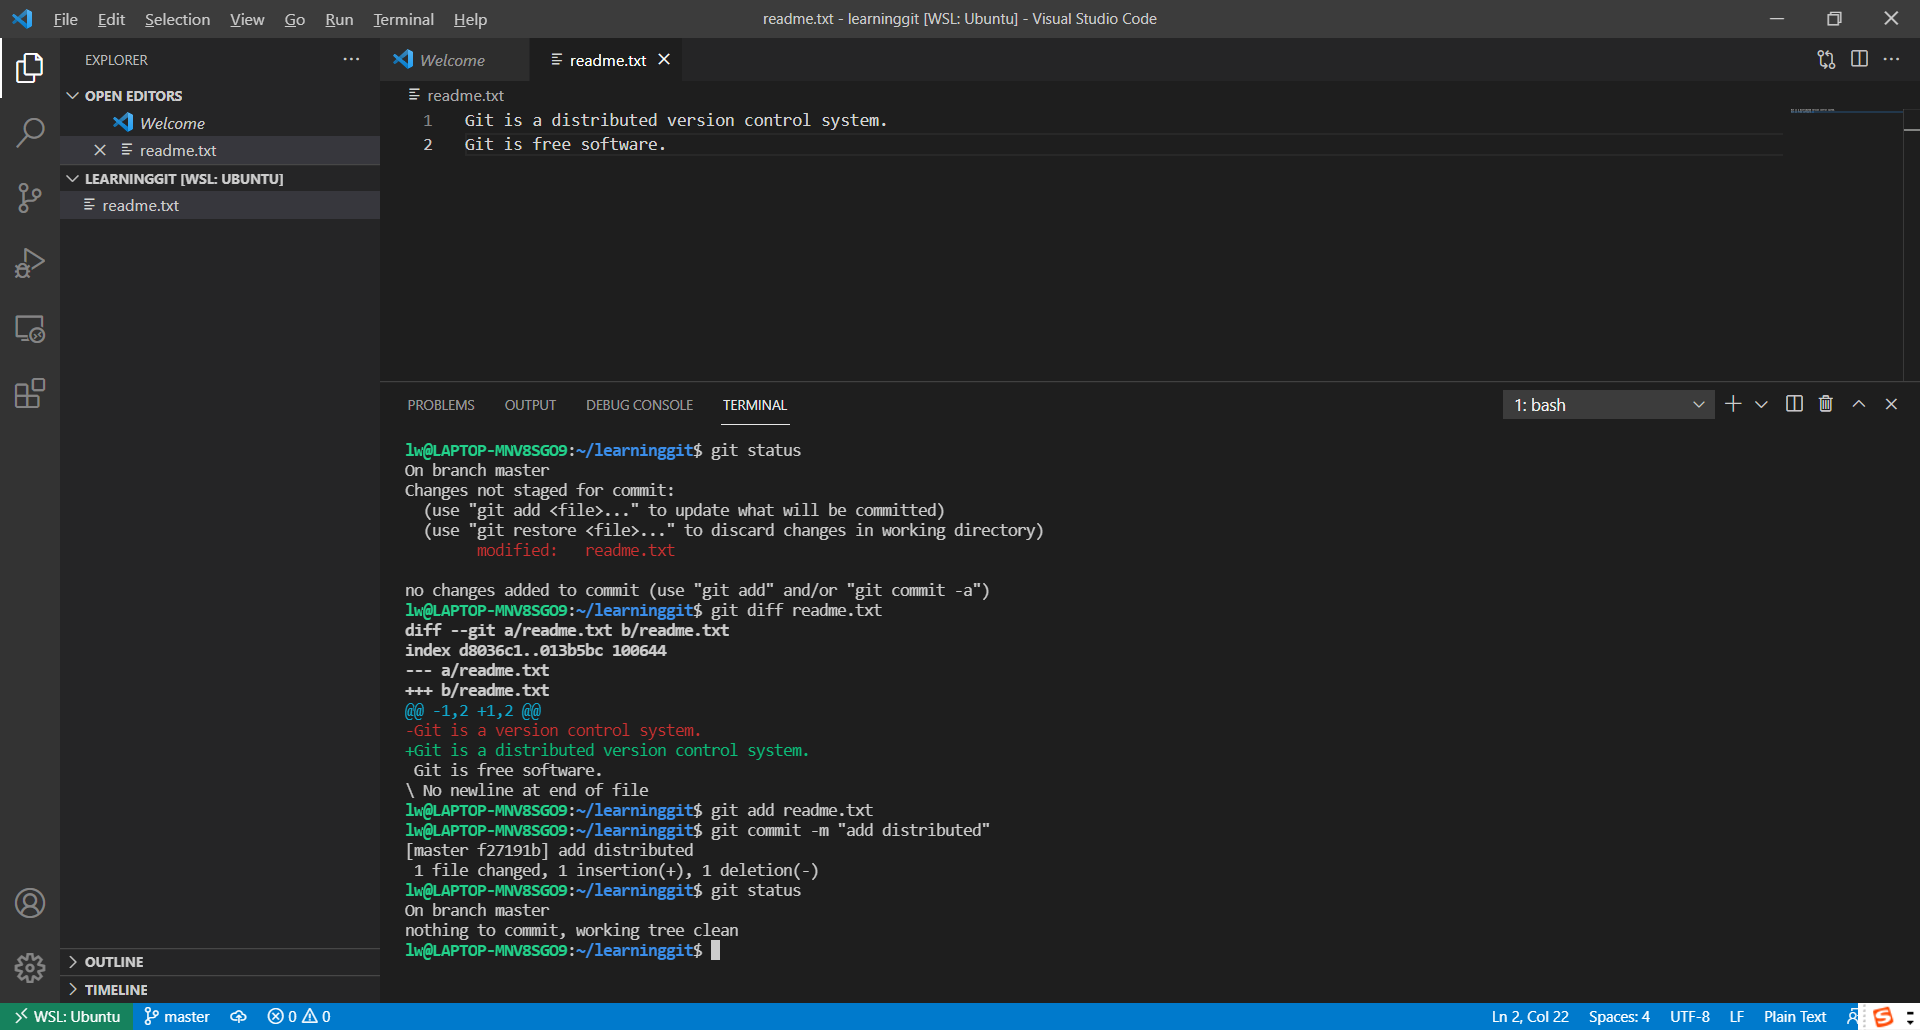 File Edit Selection View Go Run Terminal Help
readme.txt - learninggit [WSL: Ubuntu] - Visual Studio Code
EXPLORER
OPEN EDITORS
Welcome
readme.txt
LEARNINGGIT [WSL: UBUNTU]
readme.txt
OUTLINE
TIMELINE
Welcome
readme.txt
readme.txt
1 Git is a distributed version control system.
2 Git is free software.
PROBLEMS OUTPUT DEBUG CONSOLE TERMINAL
1: bash
lw@LAPTOP-MNV8SGO9:~/learninggit$ git status
On branch master
Changes not staged for commit:
  (use "git add <file>..." to update what will be committed)
  (use "git restore <file>..." to discard changes in working directory)
        modified:   readme.txt
no changes added to commit (use "git add" and/or "git commit -a")
lw@LAPTOP-MNV8SGO9:~/learninggit$ git diff readme.txt
diff --git a/readme.txt b/readme.txt
index d8036c1..013b5bc 100644
--- a/readme.txt
+++ b/readme.txt
@@ -1,2 +1,2 @@
-Git is a version control system.
+Git is a distributed version control system.
 Git is free software.
\ No newline at end of file
lw@LAPTOP-MNV8SGO9:~/learninggit$ git add readme.txt
lw@LAPTOP-MNV8SGO9:~/learninggit$ git commit -m "add distributed"
[master f27191b] add distributed
 1 file changed, 1 insertion(+), 1 deletion(-)
lw@LAPTOP-MNV8SGO9:~/learninggit$ git status
On branch master
nothing to commit, working tree clean
lw@LAPTOP-MNV8SGO9:~/learninggit$
WSL: Ubuntu master 0 0
Ln 2, Col 22 Spaces: 4 UTF-8 LF Plain Text